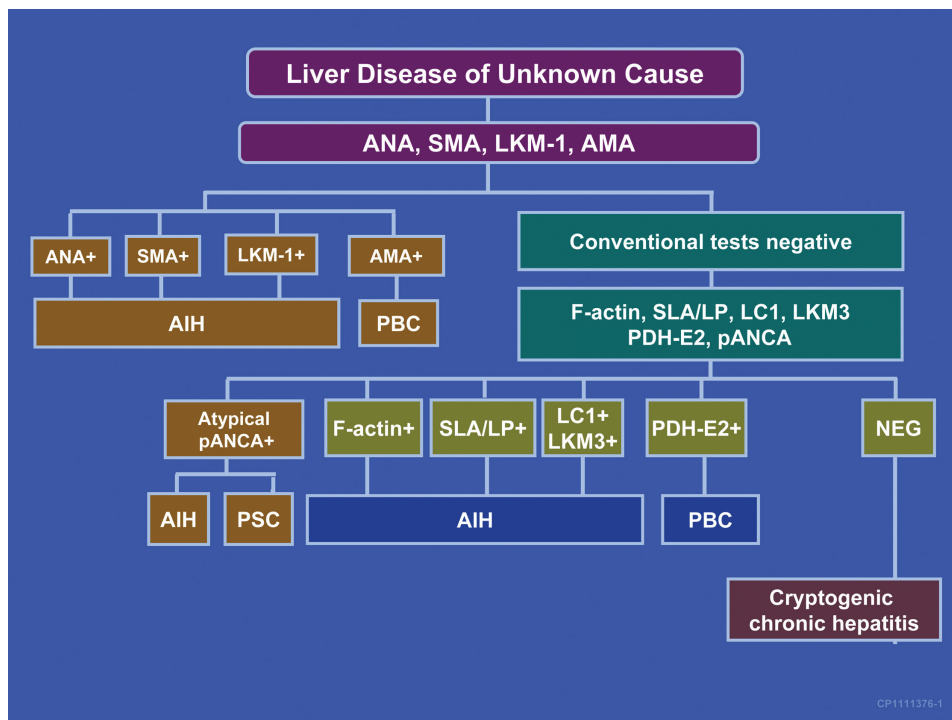 Liver Disease of Unknown Cause
ANA, SMA, LKM-1, AMA
ANA+
SMA+
LKM-1+
AMA+
AIH
PBC
Conventional tests negative
F-actin, SLA/LP, LC1, LKM3
PDH-E2, pANCA
Atypical
pANCA+
F-actin+
SLA/LP+
LC1+
LKM3+
PDH-E2+
NEG
AIH
PSC
AIH
PBC
Cryptogenic
chronic hepatitis
CP1111376-1